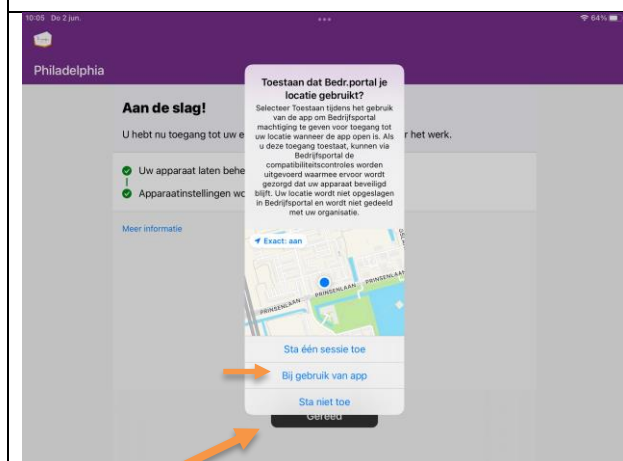 10:05 Do 2 jun.
64%
Philadelphia
Toestaan dat Bedr.portal je
locatie gebruikt?
Selecteer Toestaan tijdens het gebruik
van de app om Bedrijfsportal
machtiging te geven voor toegang tot
uw locatie wanneer de app open is. Als
u deze toegang toestaat, kunnen via
Bedrijfsportal de
compatibiliteitscontroles worden
uitgevoerd waarmee ervoor wordt
gezorgd dat uw apparaat beveiligd
blijft. Uw locatie wordt niet opgeslagen
in Bedrijfsportal en wordt niet gedeeld
met uw organisatie.
Aan de slag!
U hebt nu toegang tot uw e
r het werk.
Uw apparaat laten behe
Apparaatinstellingen wo
Meer informatie
Exact: aan
PRINSENLAAN
PRINSENLAAN
PRINSENLAAN
Sta één sessie toe
Bij gebruik van app
Sta niet toe
Gereed